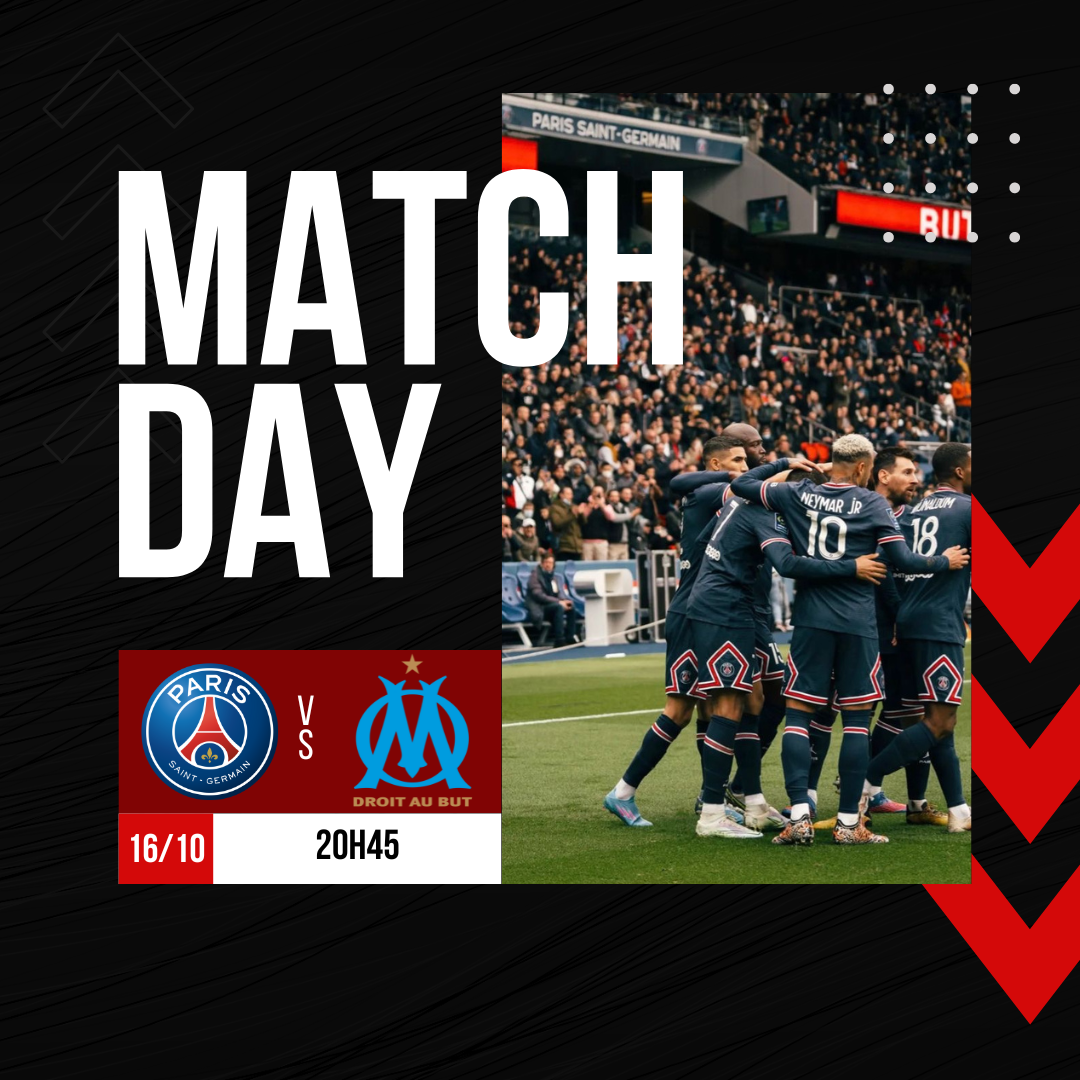 PARIS SAINT-GERMAIN
BUT
MATCH
DAY
NEYMAR JR
10
7
18
PARIS
SAINT-GERMAIN
VS
DROIT AU BUT
16/10
20H45